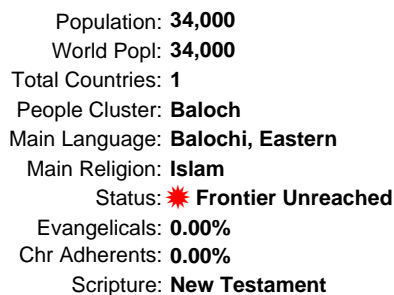 Population: 34,000
World Popl: 34,000
Total Countries: 1
People Cluster: Baloch
Main Language: Balochi, Eastern
Main Religion: Islam
Status: Frontier Unreached
Evangelicals: 0.00%
Chr Adherents: 0.00%
Scripture: New Testament